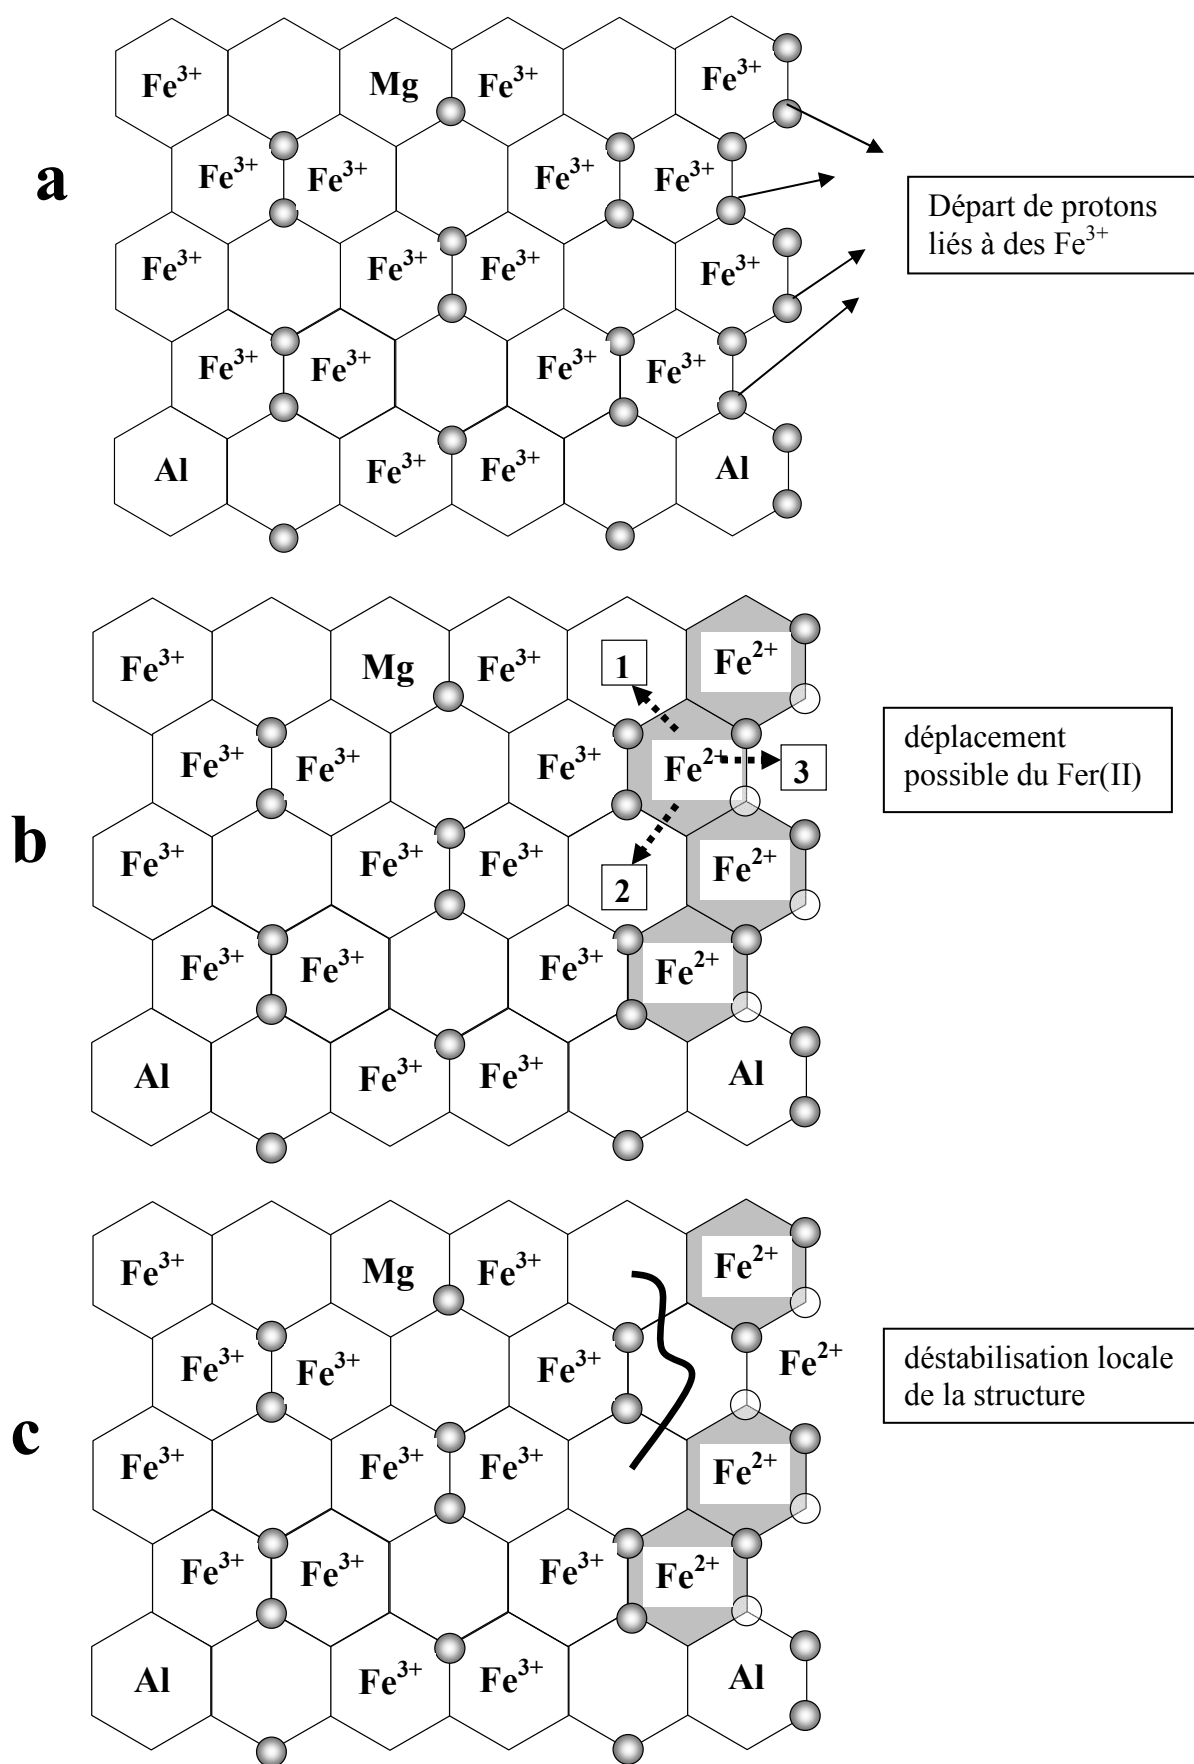 Fe3+ Mg Fe3+ Fe3+
a
Fe3+ Fe3+ Fe3+ Fe3+
Départ de protons
liés à des Fe3+
Fe3+ Fe3+ Fe3+ Fe3+
Fe3+ Fe3+ Fe3+ Fe3+
Al Fe3+ Fe3+ Al
Fe3+ Mg Fe3+ 1 Fe2+
Fe3+ Fe3+ Fe3+ Fe2+ 3
déplacement
possible du Fer(II)
b
Fe3+ Fe3+ Fe3+ 2 Fe2+
Fe3+ Fe3+ Fe3+ Fe2+
Al Fe3+ Fe3+ Al
Fe3+ Mg Fe3+ Fe2+
Fe3+ Fe3+ Fe3+ Fe2+
déstabilisation locale
de la structure
c
Fe3+ Fe3+ Fe3+ Fe2+
Fe3+ Fe3+ Fe3+ Fe2+
Al Fe3+ Fe3+ Al